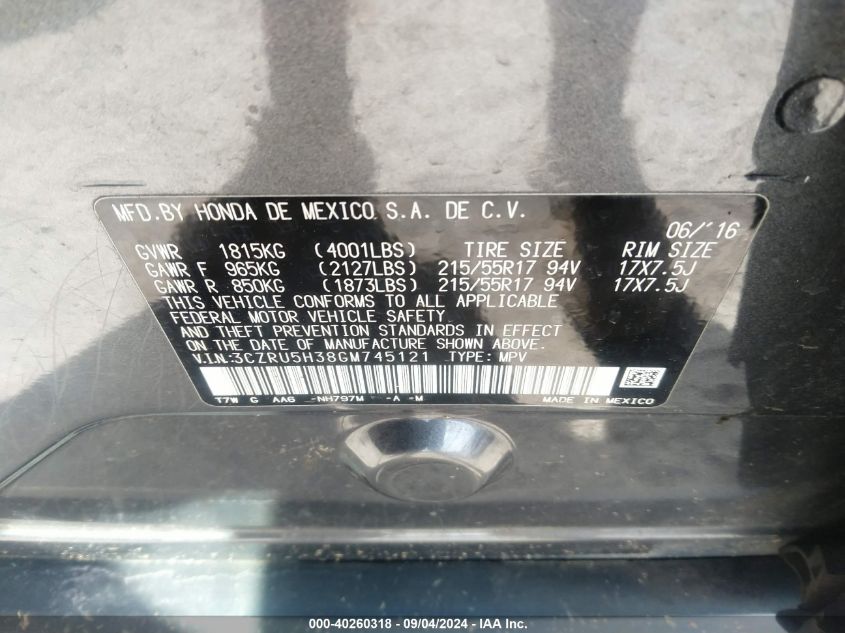 MFD.BY HONDA DE MEXICO S.A. DE C.V.
06/'16
GVWR 1815KG (4001LBS) TIRE SIZE RIM SIZE
GAWR F 965KG (2127LBS) 215/55R17 94V 17X7.5J
GAWR R 850KG (1873LBS) 215/55R17 94V 17X7.5J
THIS VEHICLE CONFORMS TO ALL APPLICABLE
FEDERAL MOTOR VEHICLE SAFETY
AND THEFT PREVENTION STANDARDS IN EFFECT
ON THE DATE OF MANUFACTURE SHOWN ABOVE.
V.I.N:3CZRU5H38GM745121 TYPE: MPV
T7W G AA6 -NH797M -A -M MADE IN MEXICO
000-40260318 - 09/04/2024 - IAA Inc.